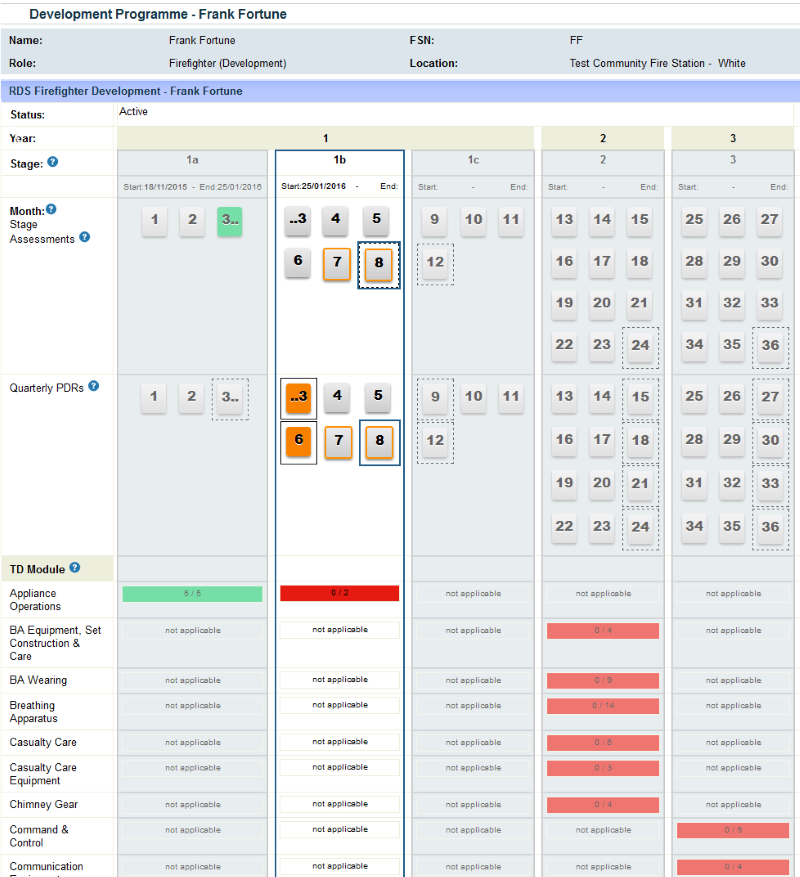 Development Programme - Frank Fortune
Name: Frank Fortune FSN: FF
Role: Firefighter (Development) Location: Test Community Fire Station - White
RDS Firefighter Development - Frank Fortune
Status: Active
Year: 1 2 3
Stage: ? 1a 1b 1c 2 3
Start:18/11/2015 - End:25/01/2016 Start:25/01/2016 - End: Start: - End: Start: - End: Start: - End:
Month: ? 1 2 3.. ..3 4 5 9 10 11 13 14 15 25 26 27
Stage
Assessments ?
6 7 8 12 16 17 18 28 29 30
19 20 21 31 32 33
22 23 24 34 35 36
Quarterly PDRs ? 1 2 3.. ..3 4 5 9 10 11 13 14 15 25 26 27
6 7 8 12 16 17 18 28 29 30
19 20 21 31 32 33
22 23 24 34 35 36
TD Module ?
Appliance 5 / 5 0 / 2 not applicable not applicable not applicable
Operations
BA Equipment, Set not applicable not applicable not applicable 0 / 4 not applicable
Construction &
Care
BA Wearing not applicable not applicable not applicable 0 / 9 not applicable
Breathing not applicable not applicable not applicable 0 / 14 not applicable
Apparatus
Casualty Care not applicable not applicable not applicable 0 / 6 not applicable
Casualty Care not applicable not applicable not applicable 0 / 3 not applicable
Equipment
Chimney Gear not applicable not applicable not applicable 0 / 4 not applicable
Command & not applicable not applicable not applicable not applicable 0 / 9
Control
Communication not applicable not applicable not applicable not applicable 0 / 4